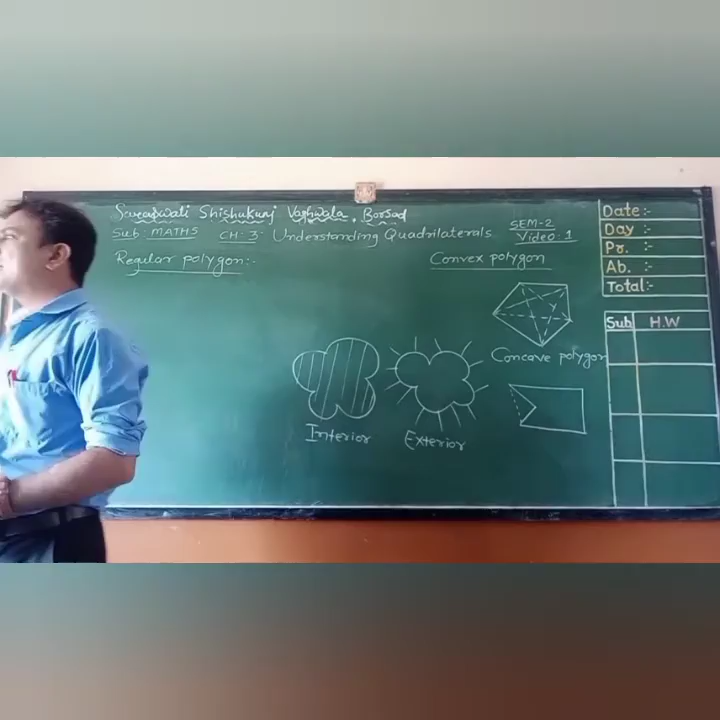 Saraswati Shishukunj Vaghwala, Borsad
Sub: MATHS CH: 3 Understanding Quadrilaterals
SEM-2
Video: 1
Regular polygon:-
Convex polygon
Concave polygon
Interior
Exterior
Date:-
Day :-
Pr. :-
Ab. :-
Total:-
Sub H.W